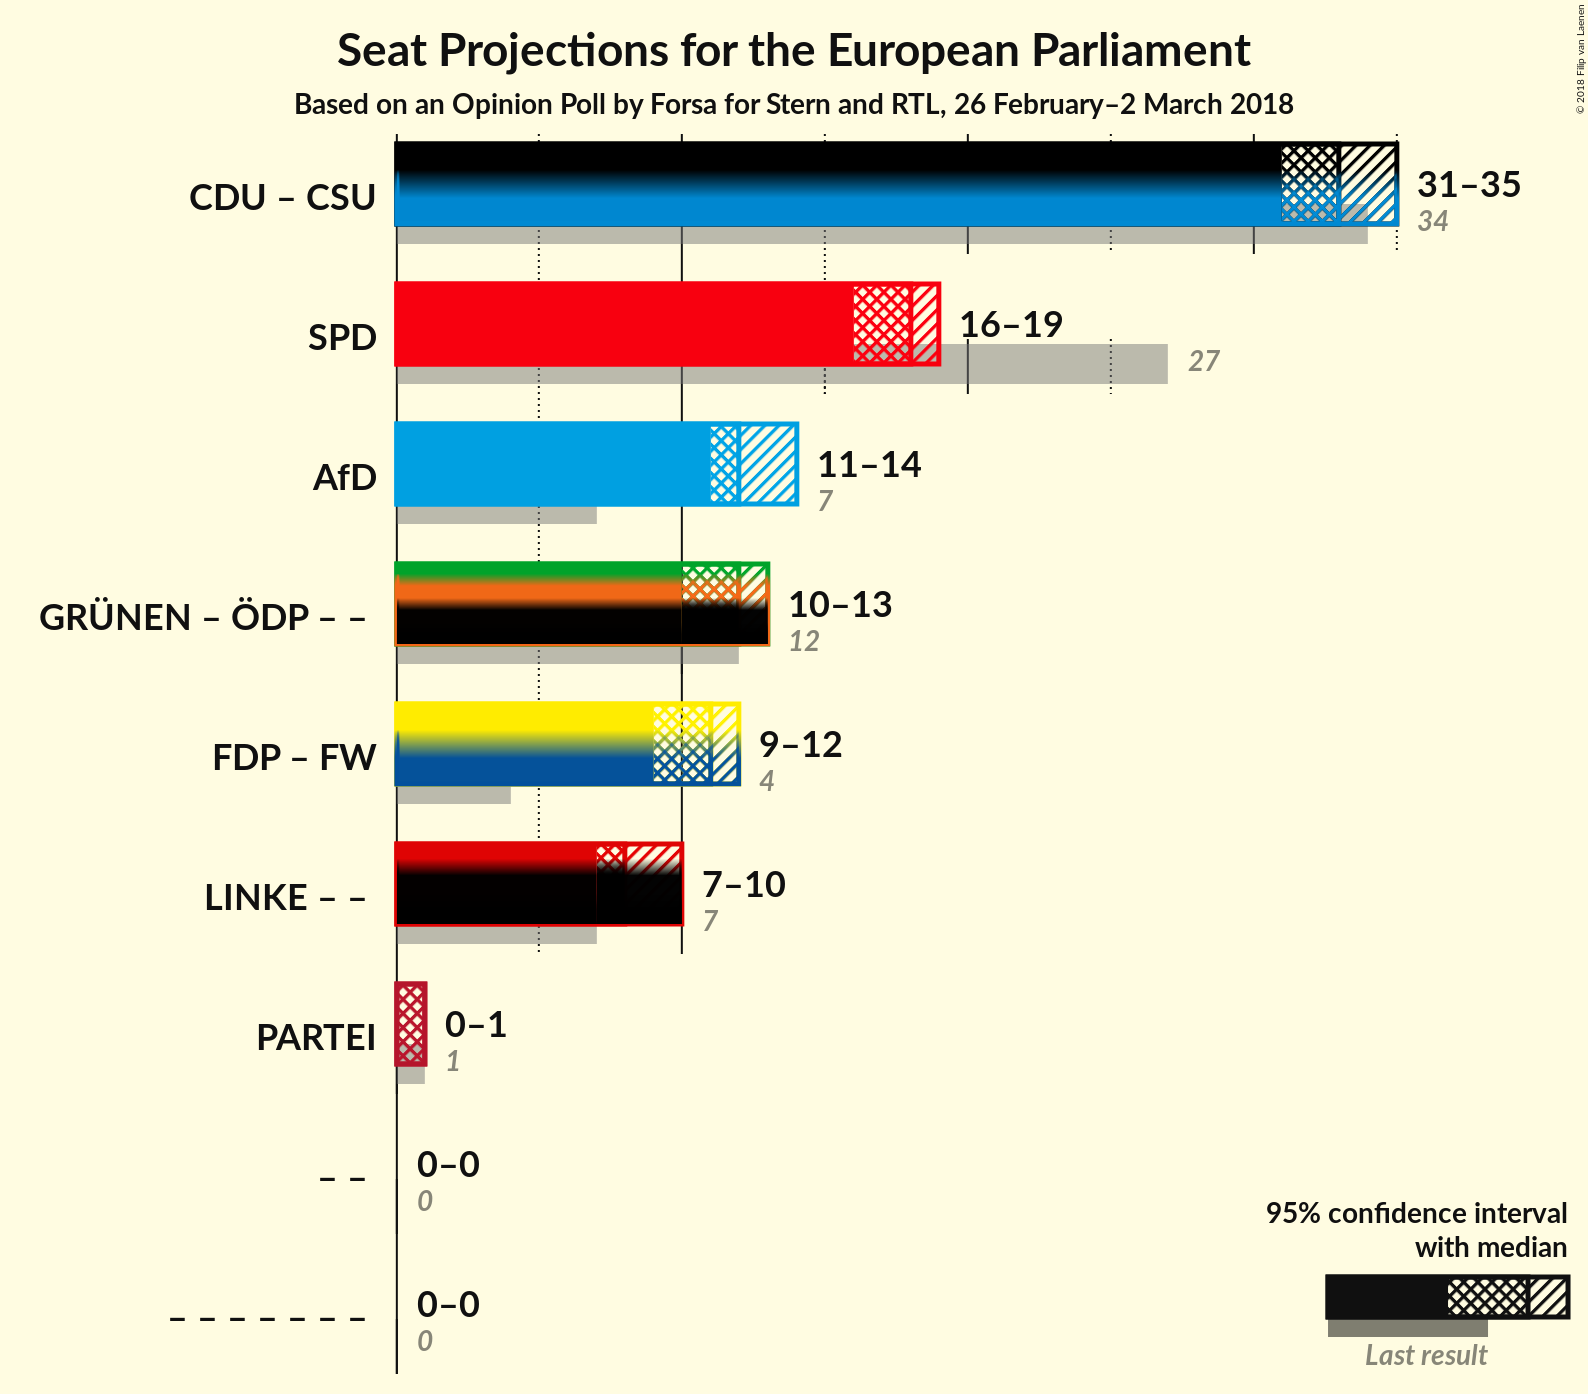 Seat Projections for the European Parliament
Based on an Opinion Poll by Forsa for Stern and RTL, 26 February–2 March 2018
© 2018 Filip van Laenen
CDU – CSU
31–35
34
SPD
16–19
27
AfD
11–14
7
GRÜNEN – ÖDP – –
10–13
12
FDP – FW
9–12
4
LINKE – –
7–10
7
PARTEI
0–1
1
– –
0–0
0
– – – – – – –
0–0
0
95% confidence interval
with median
Last result